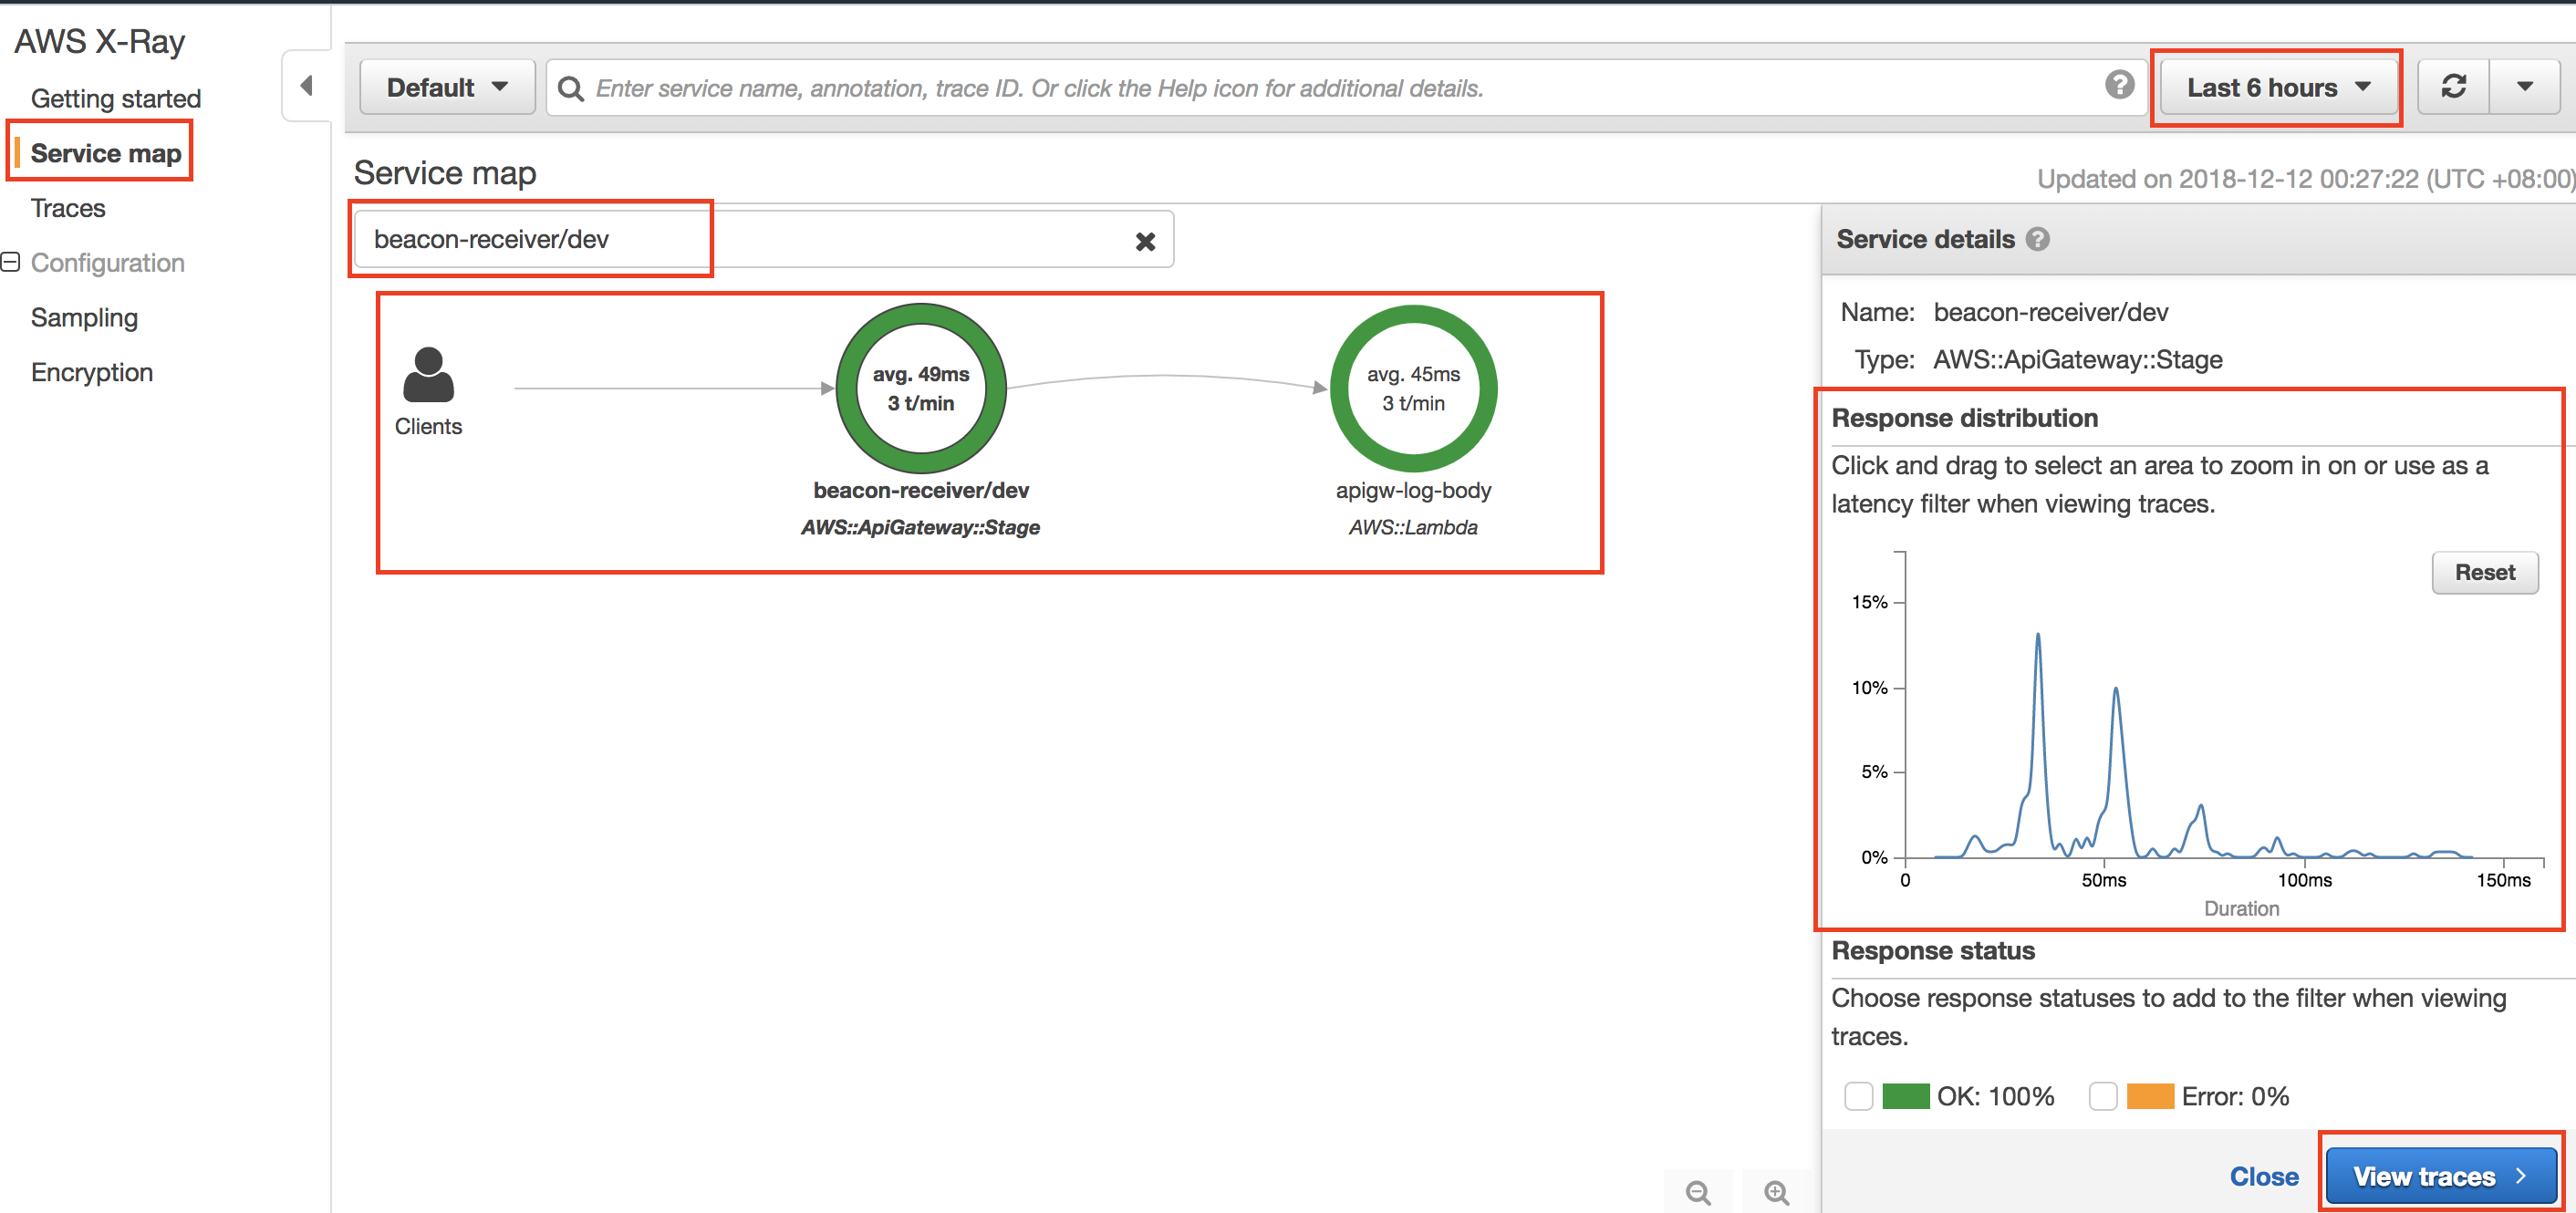 AWS X-Ray
Getting started
Service map
Traces
Configuration
Sampling
Encryption
Default
Enter service name, annotation, trace ID. Or click the Help icon for additional details.
?
Last 6 hours
Service map
Updated on 2018-12-12 00:27:22 (UTC +08:00)
beacon-receiver/dev
Clients
avg. 49ms
3 t/min
beacon-receiver/dev
AWS::ApiGateway::Stage
avg. 45ms
3 t/min
apigw-log-body
AWS::Lambda
Service details ?
Name: beacon-receiver/dev
Type: AWS::ApiGateway::Stage
Response distribution
Click and drag to select an area to zoom in on or use as a
latency filter when viewing traces.
Reset
15%
10%
5%
0%
0 50ms 100ms 150ms
Duration
Response status
Choose response statuses to add to the filter when viewing
traces.
OK: 100% Error: 0%
Close View traces